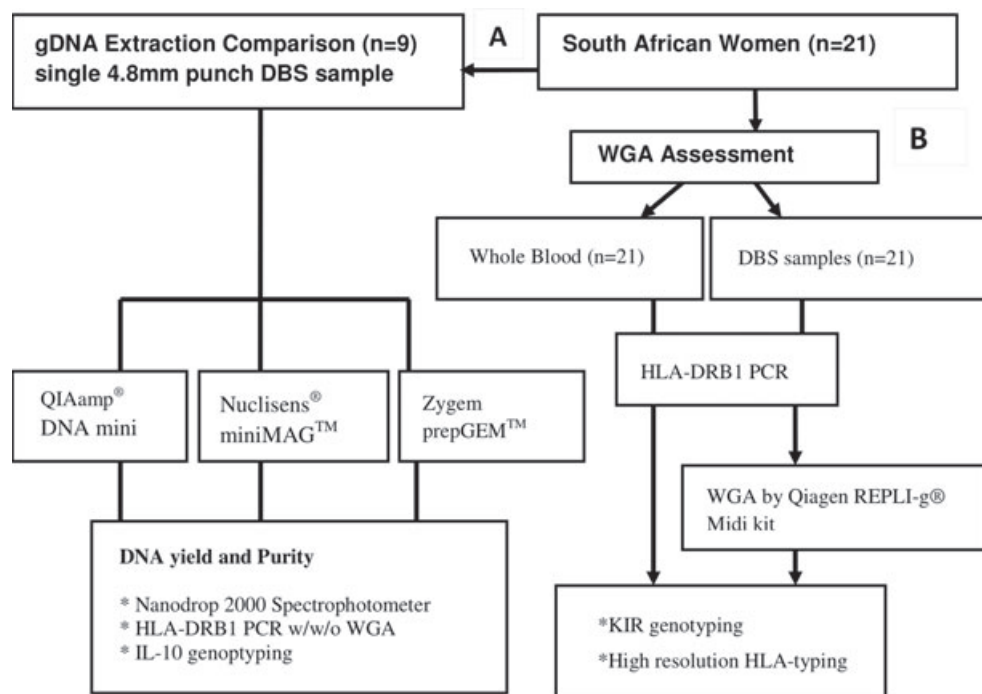 gDNA Extraction Comparison (n=9)
single 4.8mm punch DBS sample
A
South African Women (n=21)
B
WGA Assessment
Whole Blood (n=21)
DBS samples (n=21)
HLA-DRB1 PCR
QIAamp®
DNA mini
Nuclisens®
miniMAG™
Zygem
prepGEM™
WGA by Qiagen REPLI-g®
Midi kit
DNA yield and Purity
* Nanodrop 2000 Spectrophotometer
* HLA-DRB1 PCR w/w/o WGA
* IL-10 genoptyping
*KIR genotyping
*High resolution HLA-typing